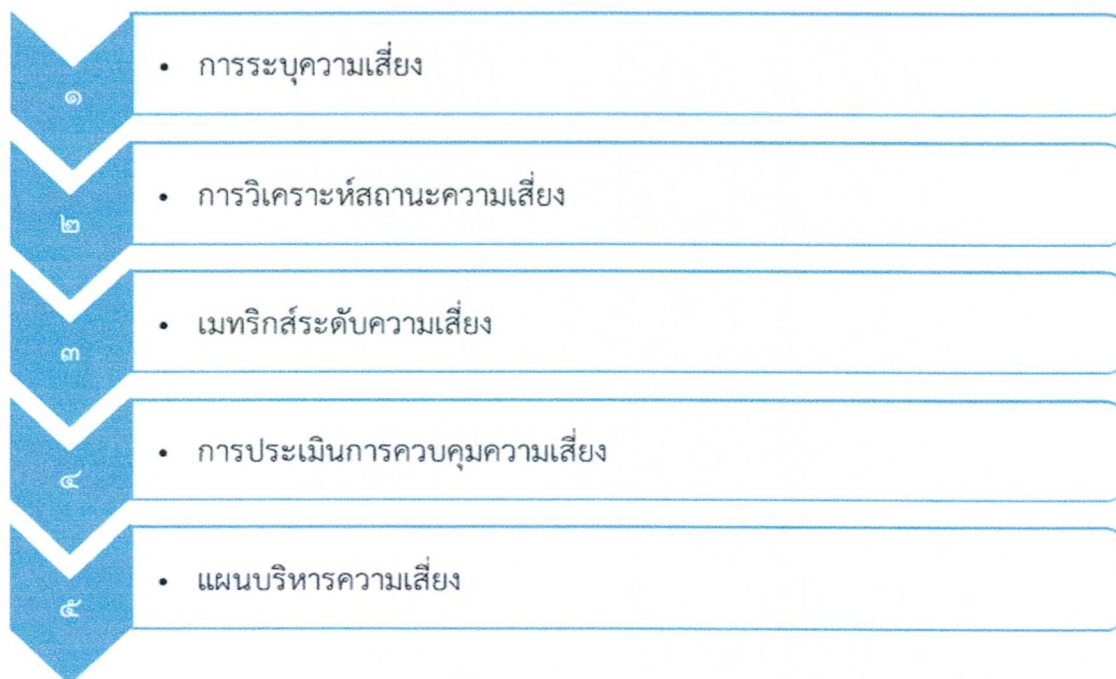 ๑
• การระบุความเสี่ยง
๒
• การวิเคราะห์สถานะความเสี่ยง
๓
• เมทริกส์ระดับความเสี่ยง
๔
• การประเมินการควบคุมความเสี่ยง
๕
• แผนบริหารความเสี่ยง